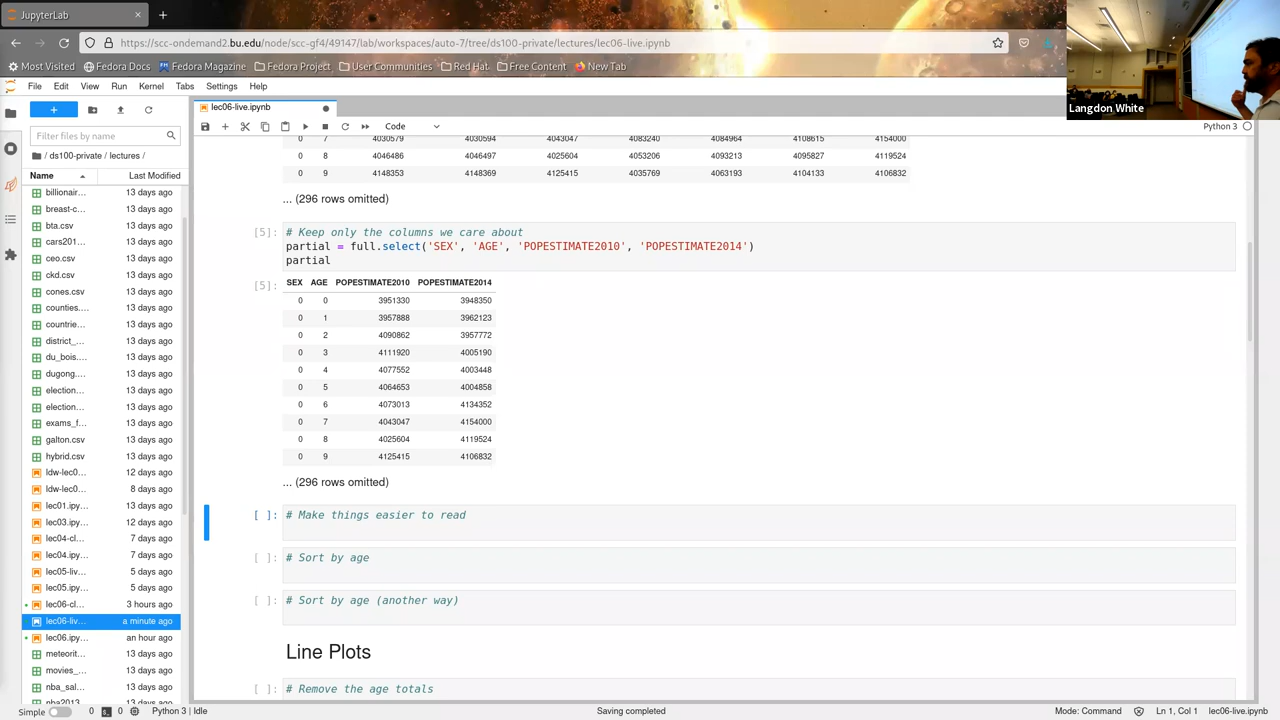 JupyterLab
https://scc-ondemand2.bu.edu/node/scc-gf4/49147/lab/workspaces/auto-7/tree/ds100-private/lectures/lec06-live.ipynb
Most Visited Fedora Docs Fedora Magazine Fedora Project User Communities Red Hat Free Content New Tab
Langdon White
File Edit View Run Kernel Tabs Settings Help
lec06-live.ipynb
Code
Python 3
Filter files by name
/ ds100-private / lectures /
Name Last Modified
billionair... 13 days ago
breast-c... 13 days ago
bta.csv 13 days ago
cars201... 13 days ago
ceo.csv 13 days ago
ckd.csv 13 days ago
cones.csv 13 days ago
counties.... 13 days ago
countrie... 13 days ago
district_... 13 days ago
du_bois.... 13 days ago
dugong.... 13 days ago
election... 13 days ago
election... 13 days ago
exams_f... 13 days ago
galton.csv 13 days ago
hybrid.csv 13 days ago
ldw-lec0... 12 days ago
ldw-lec0... 8 days ago
lec01.ipy... 13 days ago
lec03.ipy... 12 days ago
lec04-cl... 7 days ago
lec04.ipy... 7 days ago
lec05-liv... 5 days ago
lec05.ipy... 5 days ago
lec06-cl... 3 hours ago
lec06-liv... a minute ago
lec06.ipy... an hour ago
meteorit... 13 days ago
movies_... 13 days ago
nba_sal... 13 days ago
nba2013... 13 days ago
0 7 4030579 4030594 4043047 4083240 4084964 4108615 4154000
0 8 4046486 4046497 4025604 4053206 4093213 4095827 4119524
0 9 4148353 4148369 4125415 4035769 4063193 4104133 4106832
... (296 rows omitted)
[5]: # Keep only the columns we care about
partial = full.select('SEX', 'AGE', 'POPESTIMATE2010', 'POPESTIMATE2014')
partial
[5]: SEX AGE POPESTIMATE2010 POPESTIMATE2014
0 0 3951330 3948350
0 1 3957888 3962123
0 2 4090862 3957772
0 3 4111920 4005190
0 4 4077552 4003448
0 5 4064653 4004858
0 6 4073013 4134352
0 7 4043047 4154000
0 8 4025604 4119524
0 9 4125415 4106832
... (296 rows omitted)
[ ]: # Make things easier to read
[ ]: # Sort by age
[ ]: # Sort by age (another way)
Line Plots
[ ]: # Remove the age totals
Simple 0 0 Python 3 | Idle Saving completed Mode: Command Ln 1, Col 1 lec06-live.ipynb